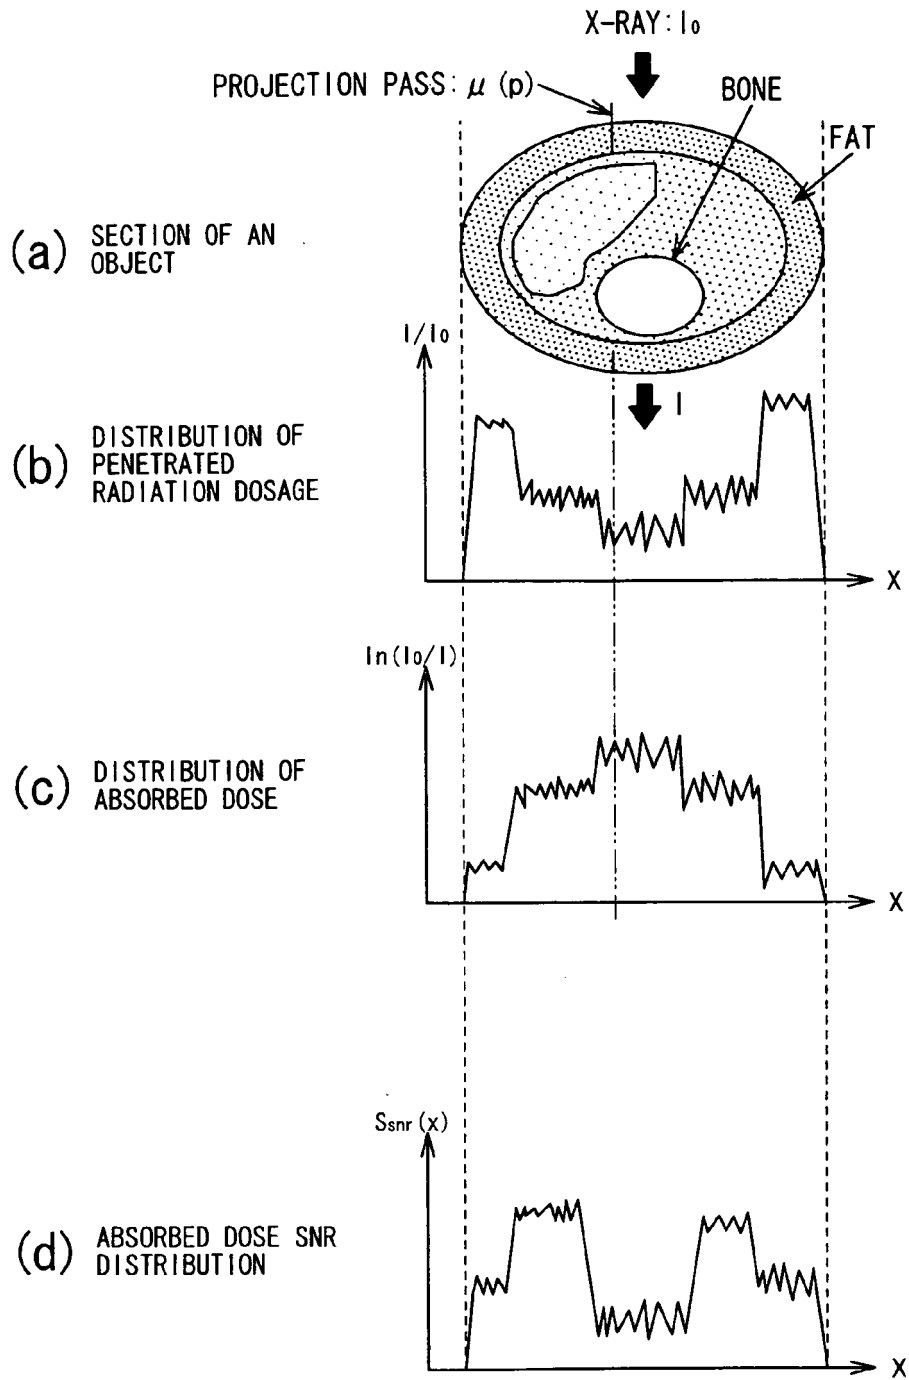 X-RAY: I0
PROJECTION PASS: μ (p)
BONE
FAT
(a) SECTION OF AN
OBJECT
I/I0
I
(b) DISTRIBUTION OF
PENETRATED
RADIATION DOSAGE
X
ln(I0/I)
(c) DISTRIBUTION OF
ABSORBED DOSE
X
Ssnr(x)
(d) ABSORBED DOSE SNR
DISTRIBUTION
X